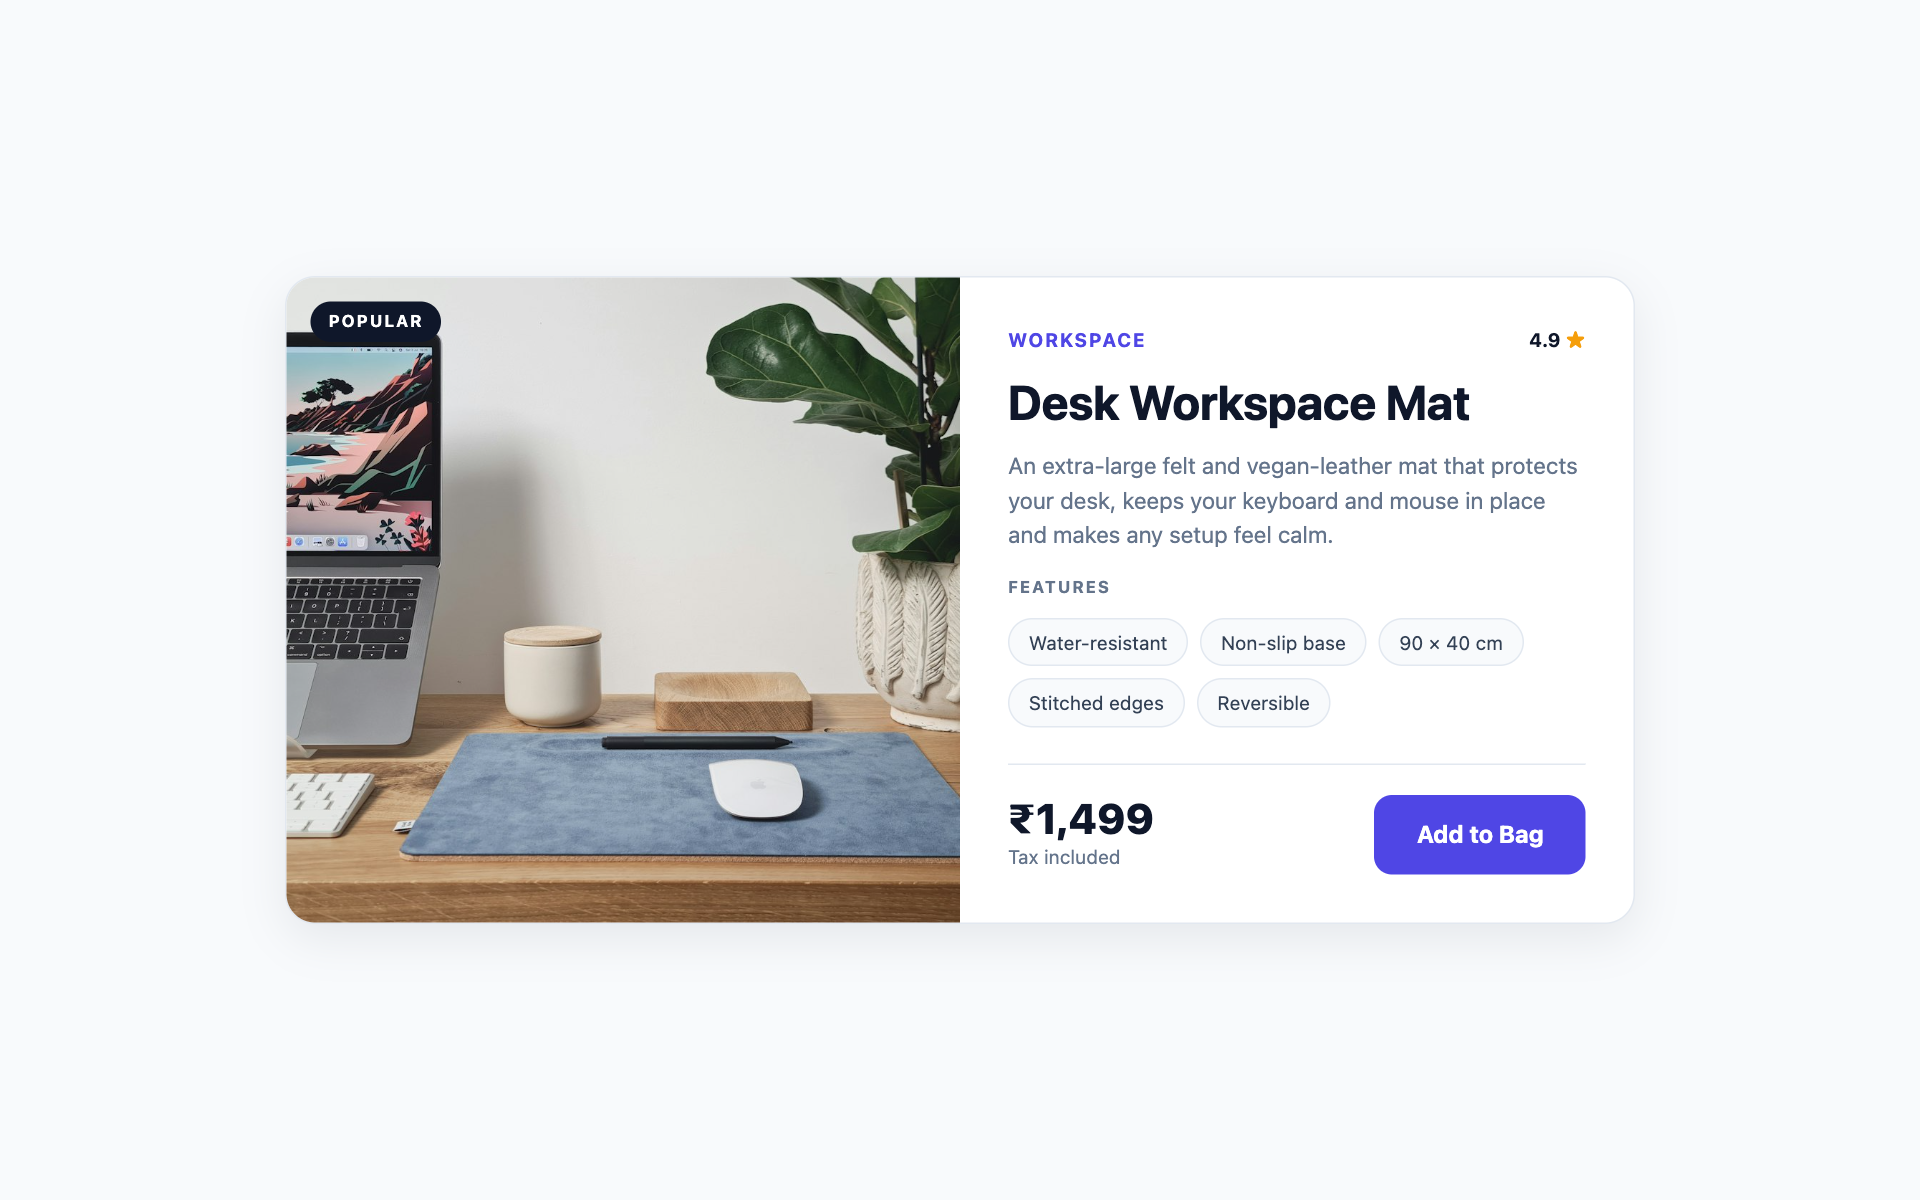 POPULAR
WORKSPACE
4.9
Desk Workspace Mat
An extra-large felt and vegan-leather mat that protects
your desk, keeps your keyboard and mouse in place
and makes any setup feel calm.
FEATURES
Water-resistant
Non-slip base
90 × 40 cm
Stitched edges
Reversible
₹1,499
Tax included
Add to Bag